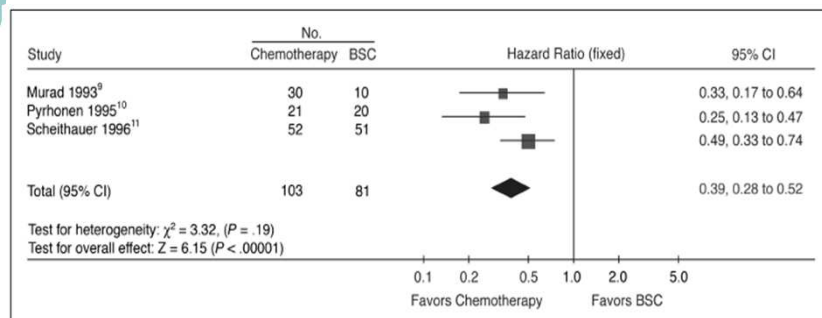 No.
Study Chemotherapy BSC Hazard Ratio (fixed) 95% CI
Murad 1993⁹ 30 10 0.33, 0.17 to 0.64
Pyrhonen 1995¹⁰ 21 20 0.25, 0.13 to 0.47
Scheithauer 1996¹¹ 52 51 0.49, 0.33 to 0.74
Total (95% CI) 103 81 0.39, 0.28 to 0.52
Test for heterogeneity: χ² = 3.32, (P = .19)
Test for overall effect: Z = 6.15 (P < .00001)
0.1 0.2 0.5 1.0 2.0 5.0
Favors Chemotherapy Favors BSC